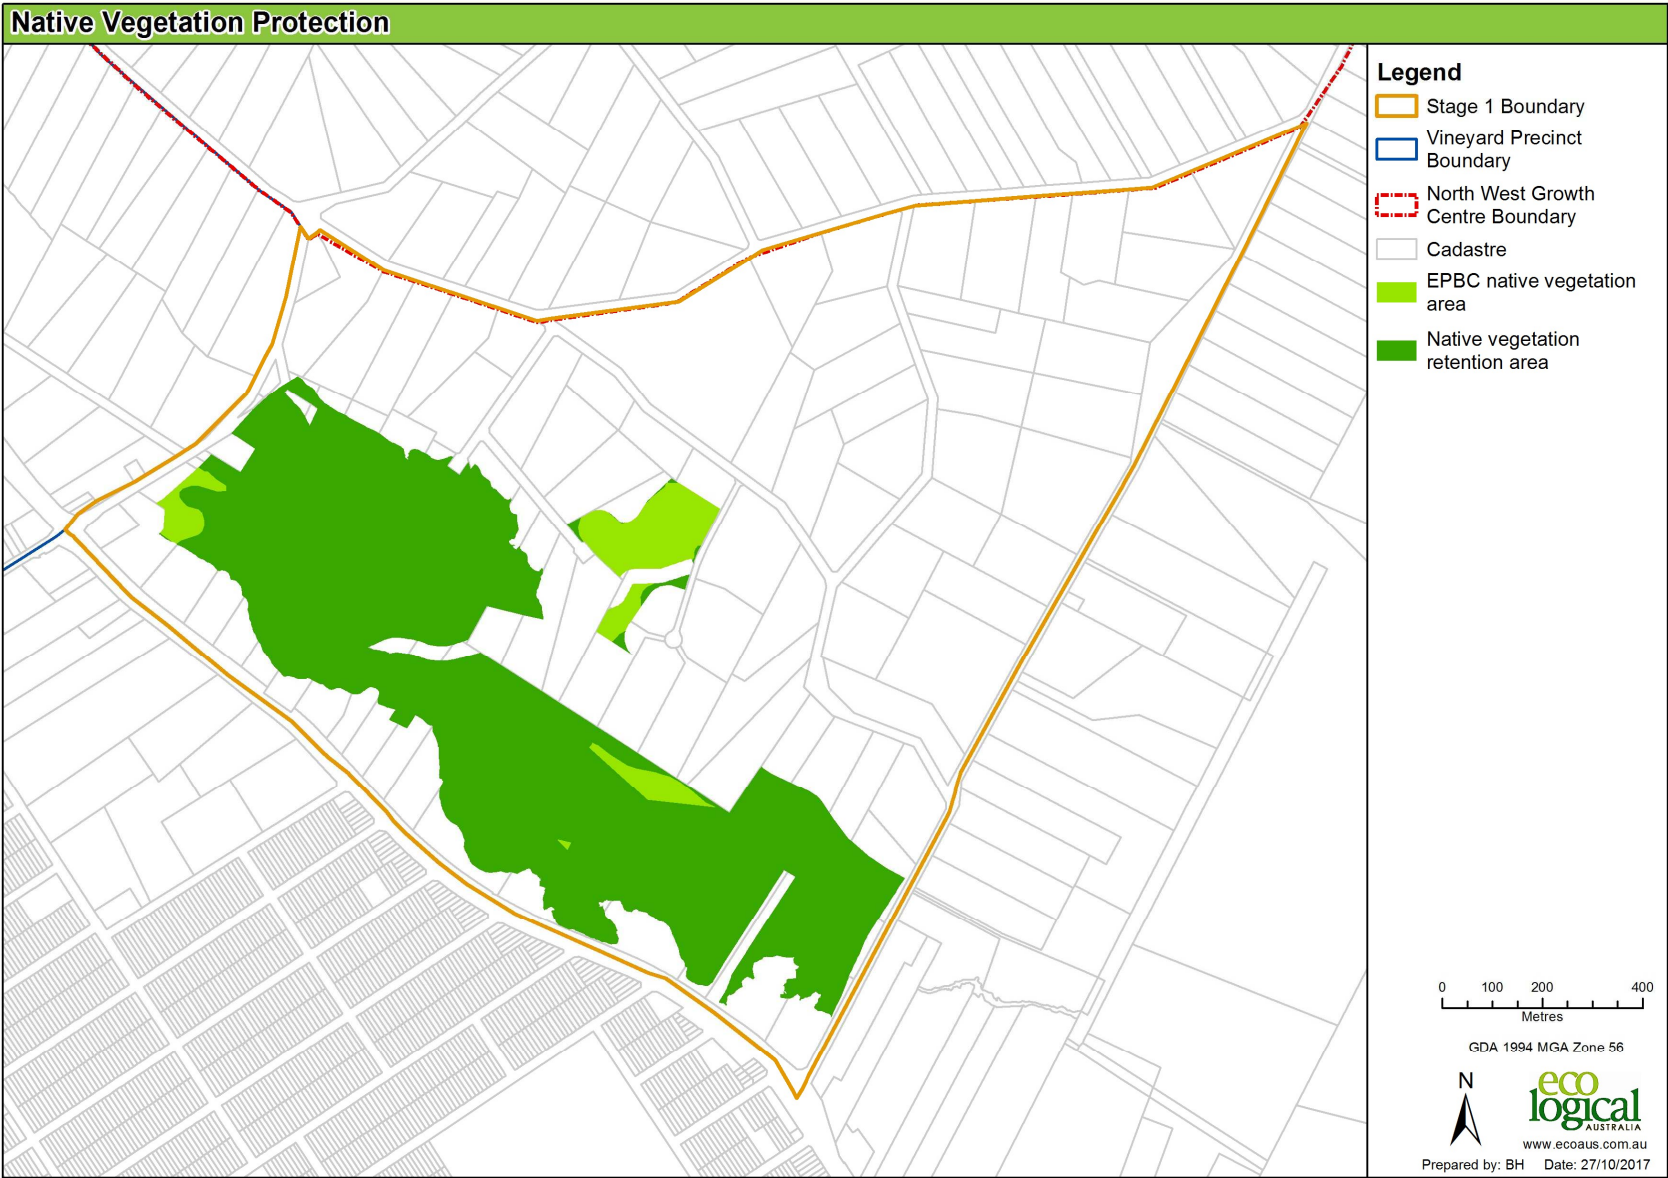 Native Vegetation Protection
Legend
Stage 1 Boundary
Vineyard Precinct
Boundary
North West Growth
Centre Boundary
Cadastre
EPBC native vegetation
area
Native vegetation
retention area
0 100 200 400
Metres
GDA 1994 MGA Zone 56
N
eco
logical
AUSTRALIA
www.ecoaus.com.au
Prepared by: BH Date: 27/10/2017